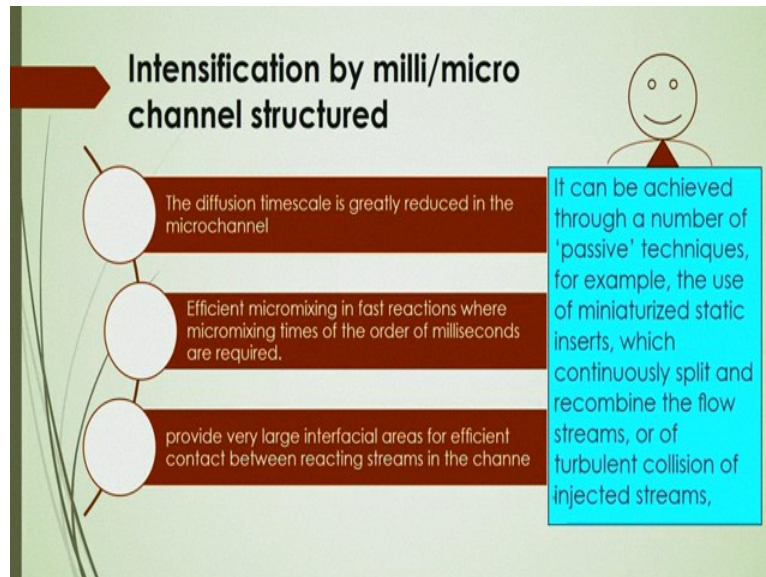 Intensification by milli/micro
channel structured
The diffusion timescale is greatly reduced in the
microchannel
Efficient micromixing in fast reactions where
micromixing times of the order of milliseconds
are required.
provide very large interfacial areas for efficient
contact between reacting streams in the channe
It can be achieved
through a number of
‘passive’ techniques,
for example, the use
of miniaturized static
inserts, which
continuously split and
recombine the flow
streams, or of
turbulent collision of
injected streams,